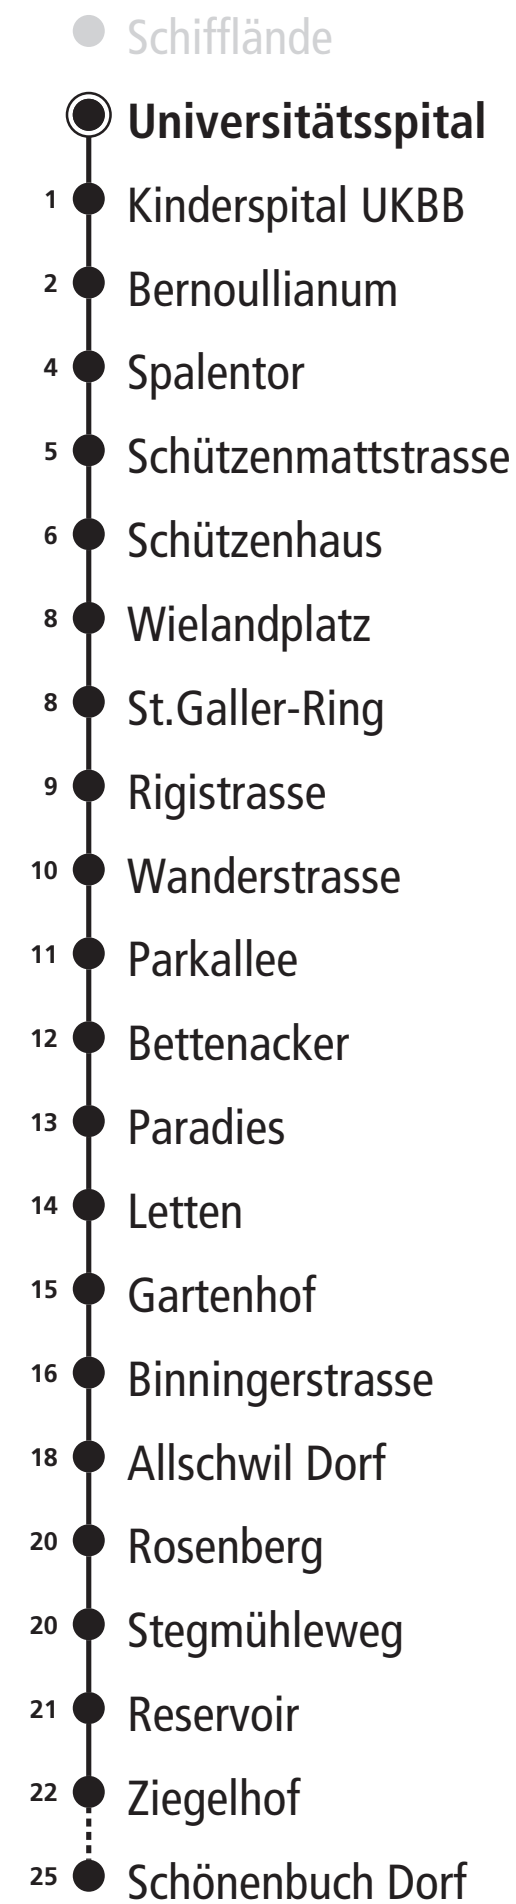 Schifflände
Universitätsspital
1 Kinderspital UKBB
2 Bernoullianum
4 Spalentor
5 Schützenmattstrasse
6 Schützenhaus
8 Wielandplatz
8 St.Galler-Ring
9 Rigistrasse
10 Wanderstrasse
11 Parkallee
12 Bettenacker
13 Paradies
14 Letten
15 Gartenhof
16 Binningerstrasse
18 Allschwil Dorf
20 Rosenberg
20 Stegmühleweg
21 Reservoir
22 Ziegelhof
25 Schönenbuch Dorf